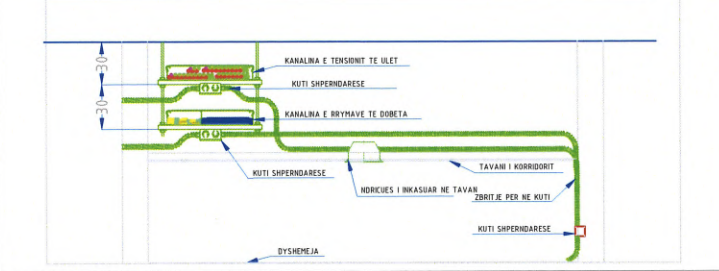 KANALINA E TENSIONIT TE ULET
30
KUTI SHPERNDARESE
30
KANALINA E RRYMAVE TE DOBETA
TAVANI I KORRIDORIT
KUTI SHPERNDARESE
NDRICUES I INKASUAR NE TAVAN
ZBRITJE PER NE KUTI
KUTI SHPERNDARESE
DYSHEMEJA